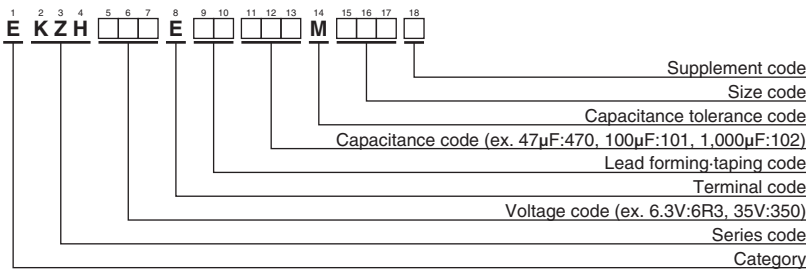 1 2 3 4 5 6 7 8 9 10 11 12 13 14 15 16 17 18
E KZH E M
Supplement code
Size code
Capacitance tolerance code
Capacitance code (ex. 47μF:470, 100μF:101, 1,000μF:102)
Lead forming·taping code
Terminal code
Voltage code (ex. 6.3V:6R3, 35V:350)
Series code
Category